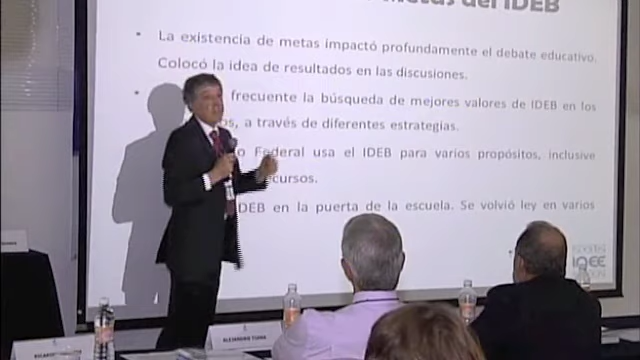 Metas del IDEB
• La existencia de metas impactó profundamente el debate educativo.
Colocó la idea de resultados en las discusiones.
• frecuente la búsqueda de mejores valores de IDEB en los
os, a través de diferentes estrategias.
o Federal usa el IDEB para varios propósitos, inclusive
cursos.
IDEB en la puerta de la escuela. Se volvió ley en varios